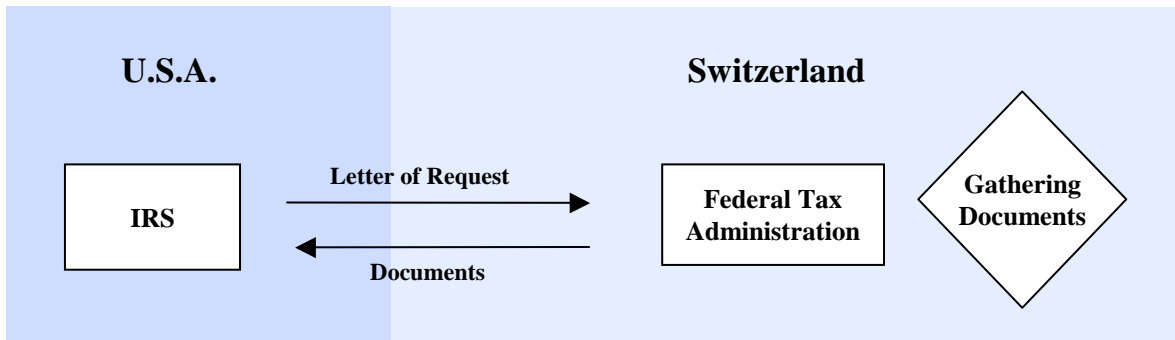 U.S.A.
Switzerland
IRS
Letter of Request
Documents
Federal Tax
Administration
Gathering
Documents